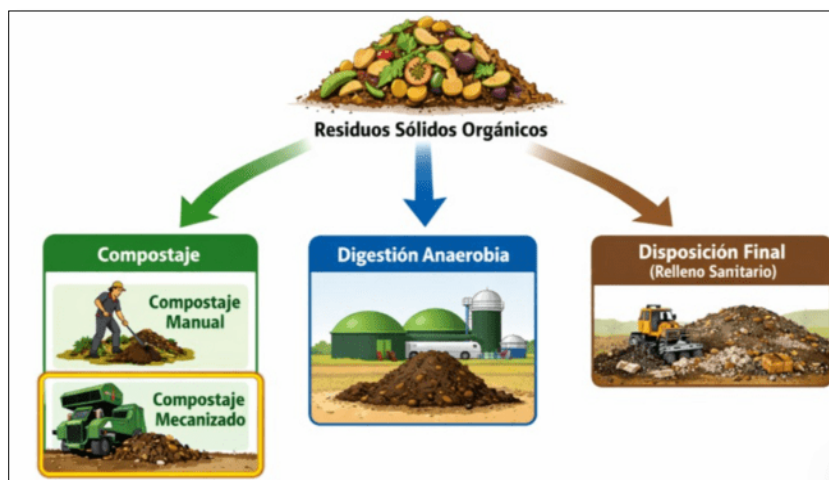 Residuos Sólidos Orgánicos
Compostaje
Compostaje
Manual
Compostaje
Mecanizado
Digestión Anaerobia
Disposición Final
(Relleno Sanitario)